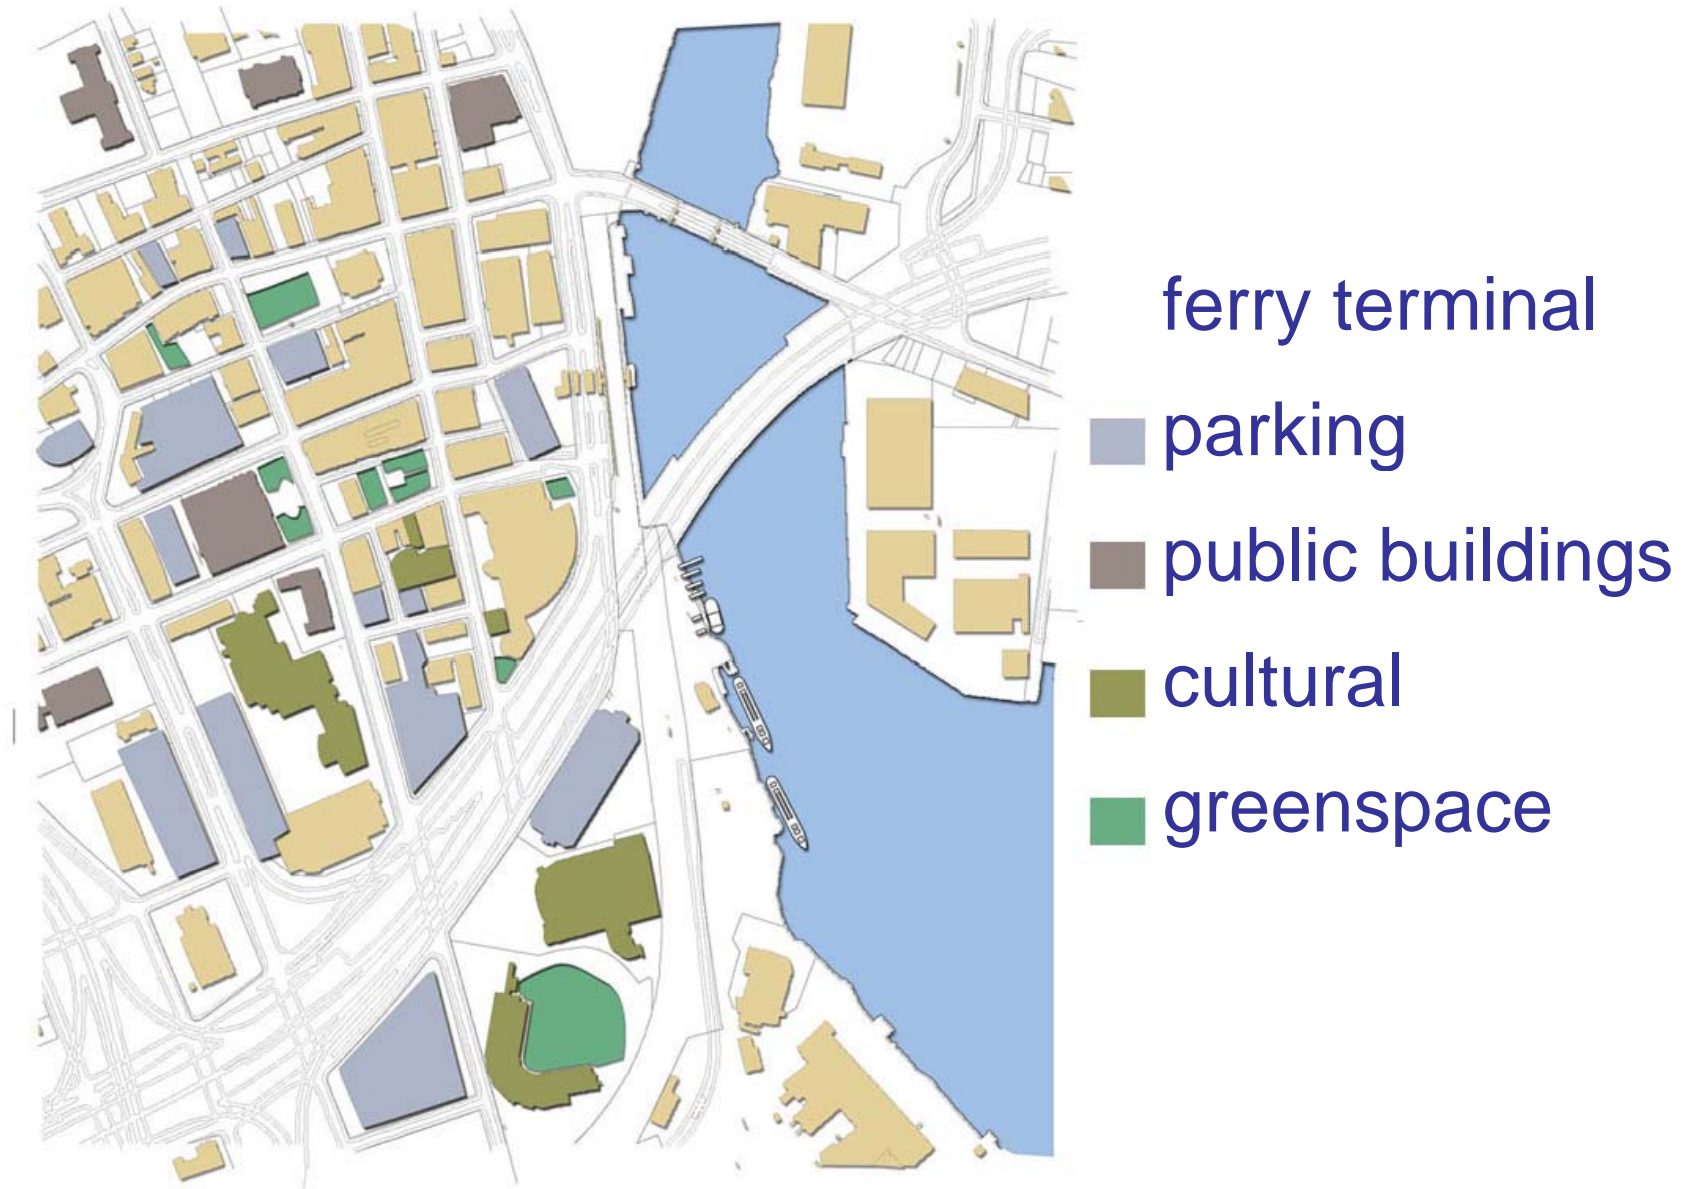 ferry terminal
parking
public buildings
cultural
greenspace